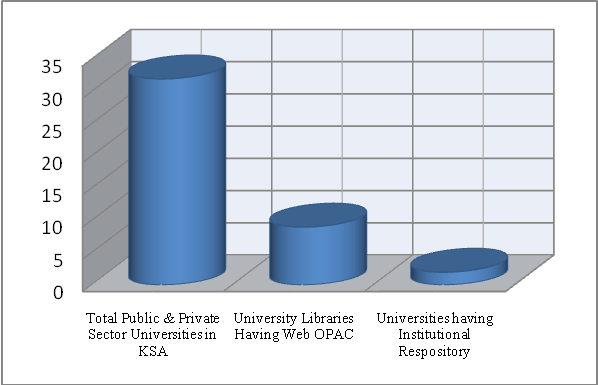 35
30
25
20
15
10
5
0
Total Public & Private
Sector Universities in
KSA
University Libraries
Having Web OPAC
Universities having
Institutional
Respository